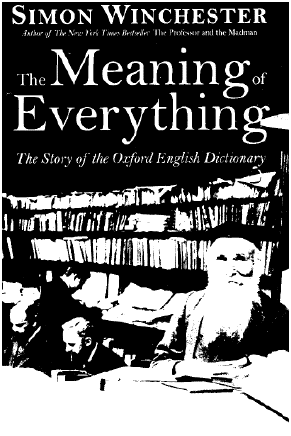 SIMON WINCHESTER
Author of The New York Times Bestseller The Professor and the Madman
The Meaning of
Everything
The Story of the Oxford English Dictionary